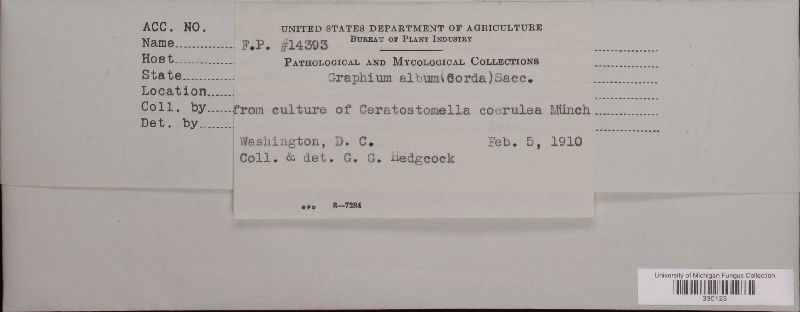 ACC. NO.
Name
Host
State
Location
Coll. by
Det. by
UNITED STATES DEPARTMENT OF AGRICULTURE
F.P. #14393 BUREAU OF PLANT INDUSTRY
PATHOLOGICAL AND MYCOLOGICAL COLLECTIONS
Graphium album(Corda)Sacc.
from culture of Ceratostomella coerulea Münch
Washington, D. C. Feb. 5, 1910
Coll. & det. G. G. Hedgcock
GPO 8—7284
University of Michigan Fungus Collection
330123